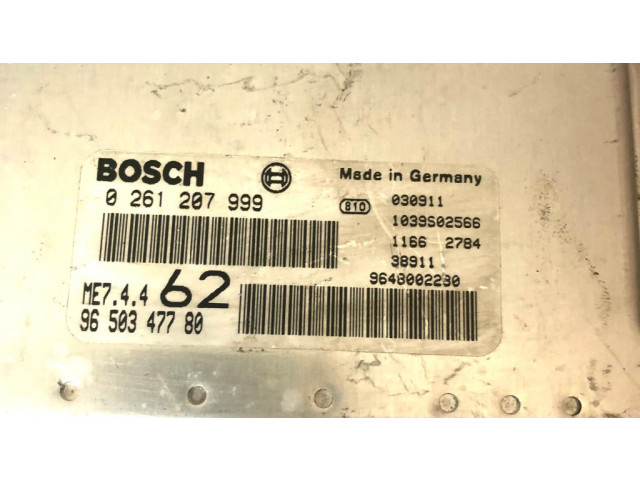 BOSCH
Made in Germany
0 261 207 999
810
030911
1039S02566
1166 2784
38911
9648002280
ME7.4.4 62
96 503 477 80